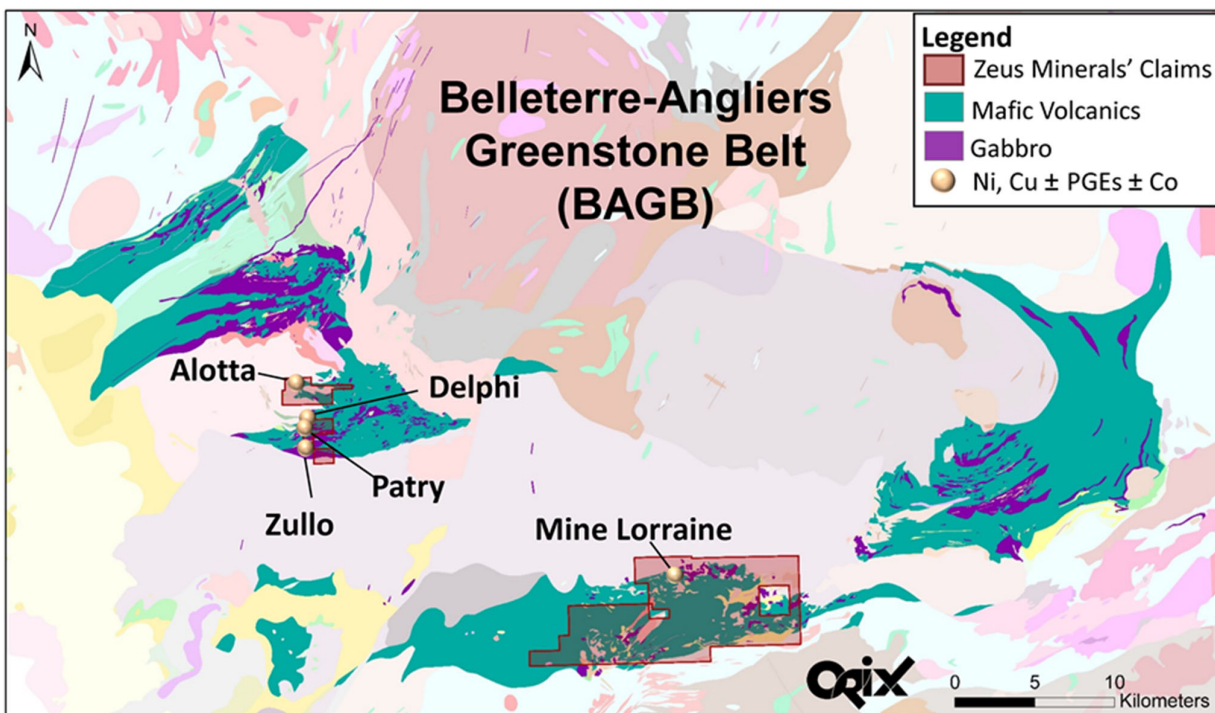 N
Belleterre-Angliers
Greenstone Belt
(BAGB)
Legend
Zeus Minerals' Claims
Mafic Volcanics
Gabbro
Ni, Cu ± PGEs ± Co
Alotta
Delphi
Patry
Zullo
Mine Lorraine
ORIX
0 5 10
Kilometers